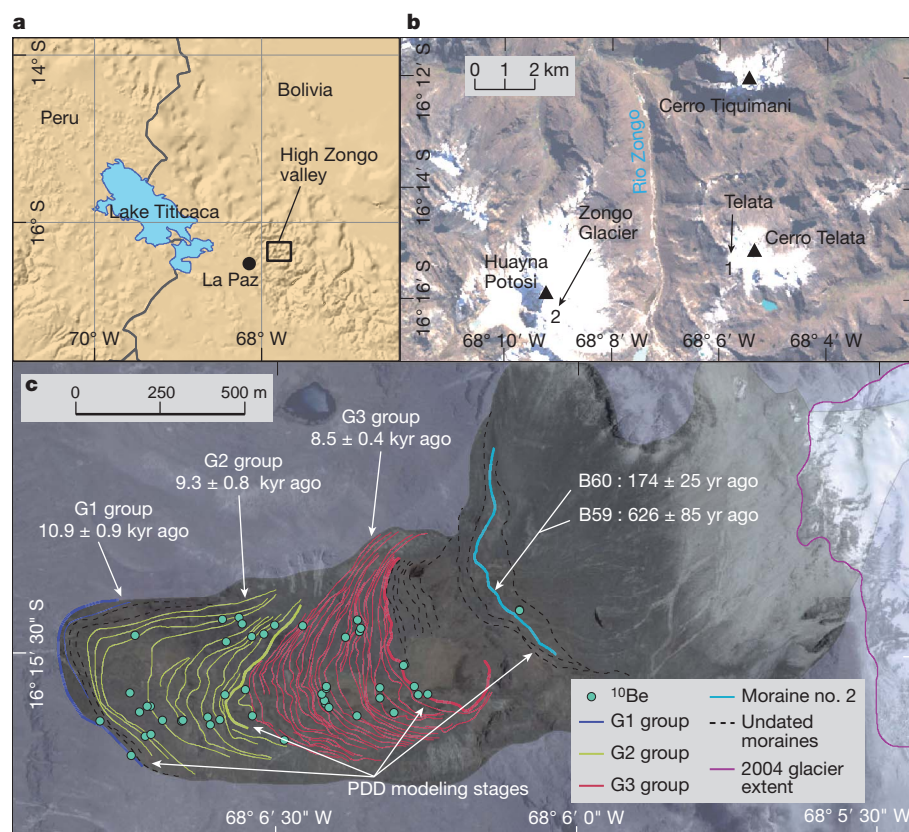 a
14° S
Peru
Bolivia
High Zongo
valley
Lake Titicaca
16° S
La Paz
70° W
68° W
b
0 1 2 km
16° 12′ S
Cerro Tiquimani
Rio Zongo
16° 14′ S
Zongo
Glacier
Telata
1
Cerro Telata
Huayna
Potosi
2
16° 16′ S
68° 10′ W
68° 8′ W
68° 6′ W
68° 4′ W
c
0 250 500 m
G3 group
8.5 ± 0.4 kyr ago
G2 group
9.3 ± 0.8 kyr ago
G1 group
10.9 ± 0.9 kyr ago
B60 : 174 ± 25 yr ago
B59 : 626 ± 85 yr ago
16° 15′ 30″ S
PDD modeling stages
¹⁰Be
G1 group
G2 group
G3 group
Moraine no. 2
Undated
moraines
2004 glacier
extent
68° 6′ 30″ W
68° 6′ 0″ W
68° 5′ 30″ W